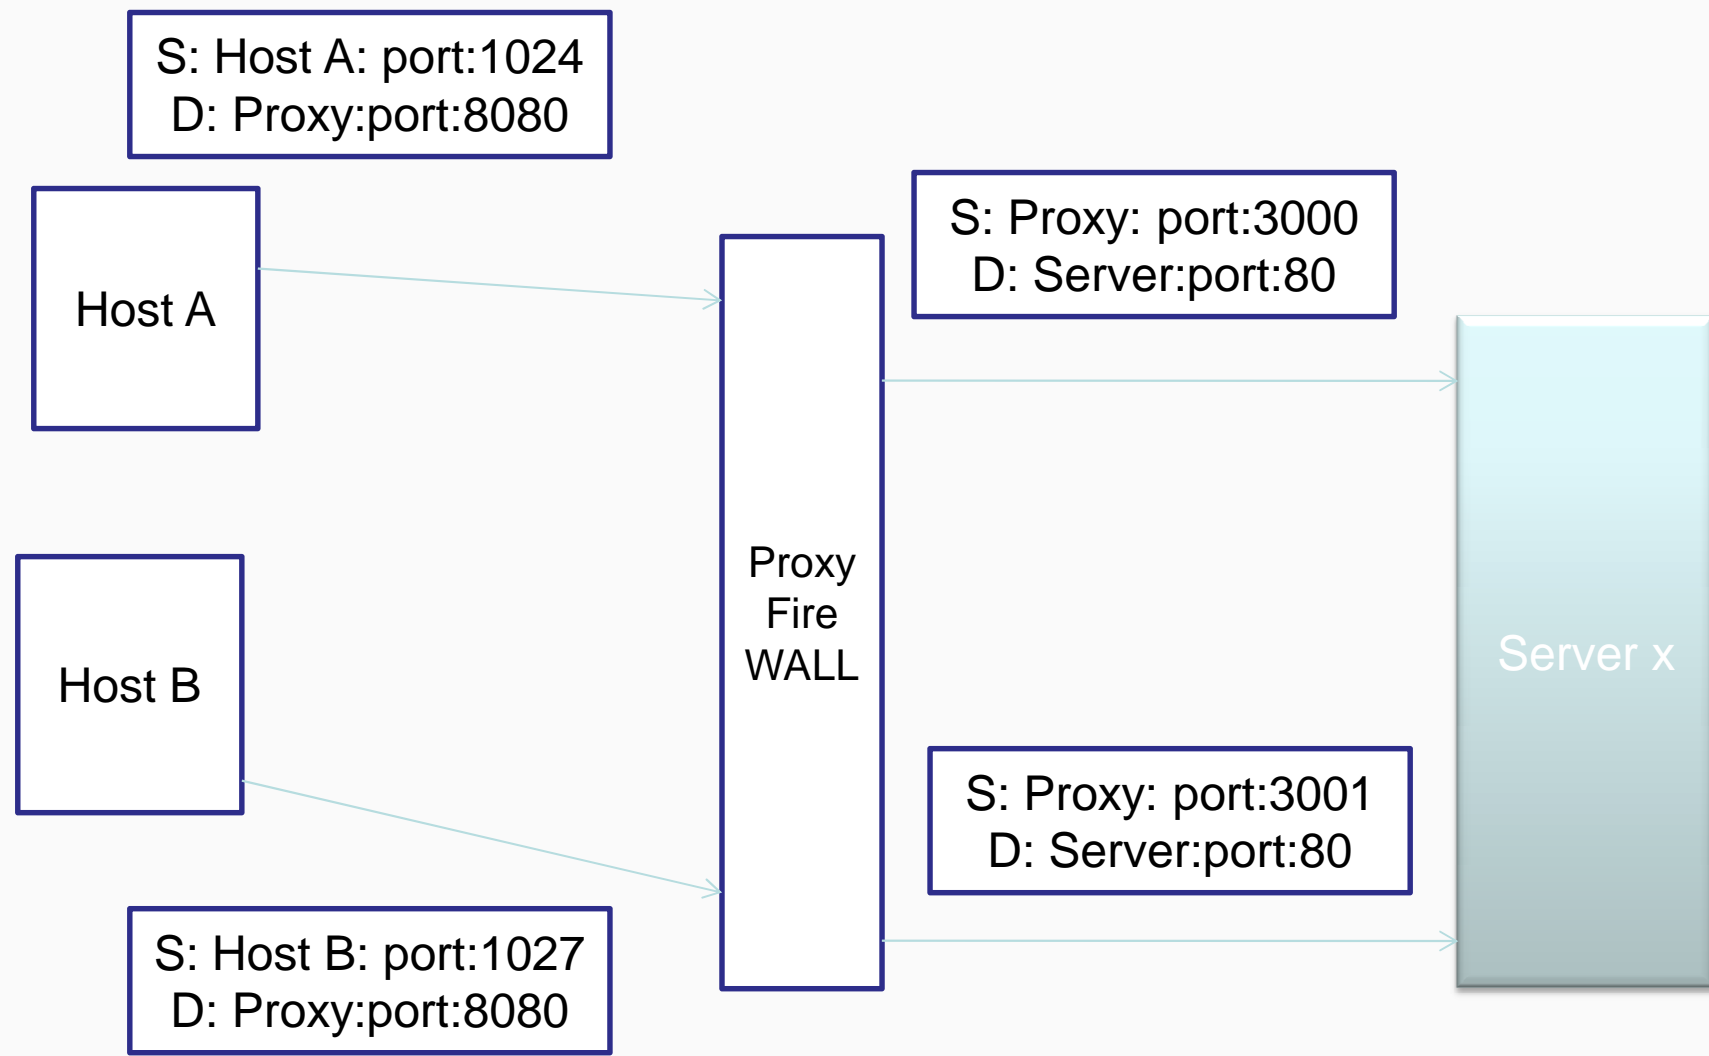 S: Host A: port:1024
D: Proxy:port:8080
S: Proxy: port:3000
D: Server:port:80
Host A
Proxy
Fire
WALL
Server x
Host B
S: Proxy: port:3001
D: Server:port:80
S: Host B: port:1027
D: Proxy:port:8080